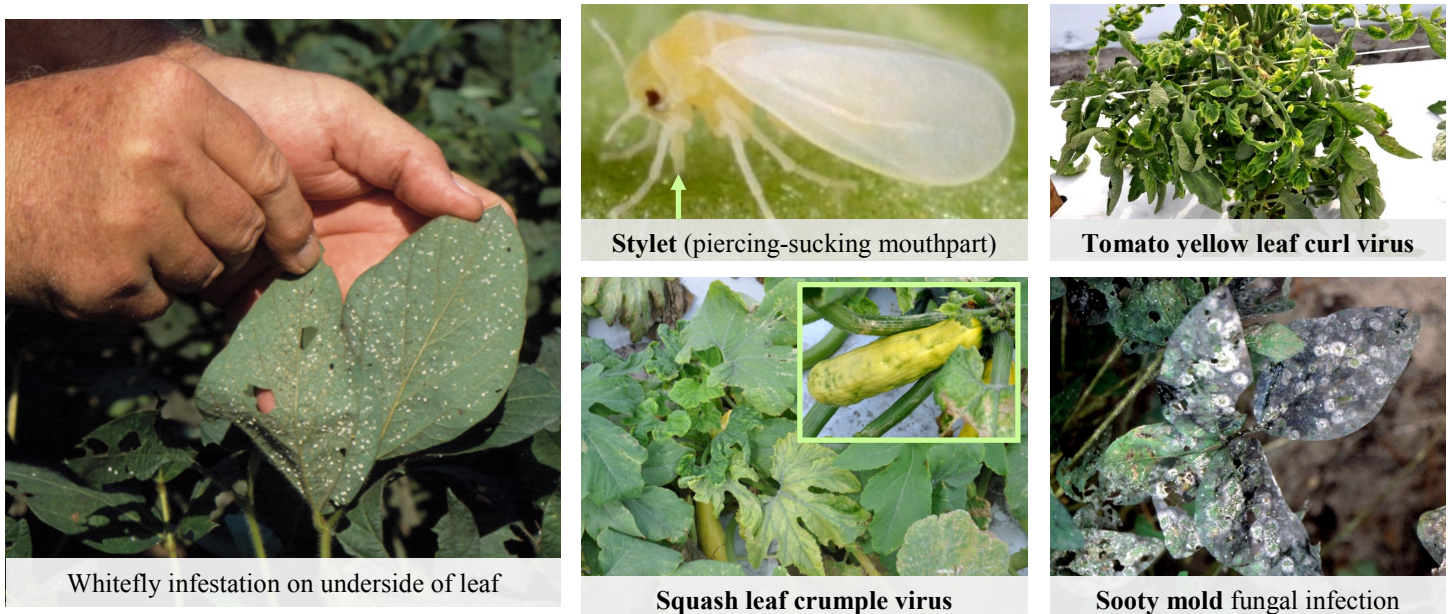 Whitefly infestation on underside of leaf
Stylet (piercing-sucking mouthpart)
Tomato yellow leaf curl virus
Squash leaf crumple virus
Sooty mold fungal infection